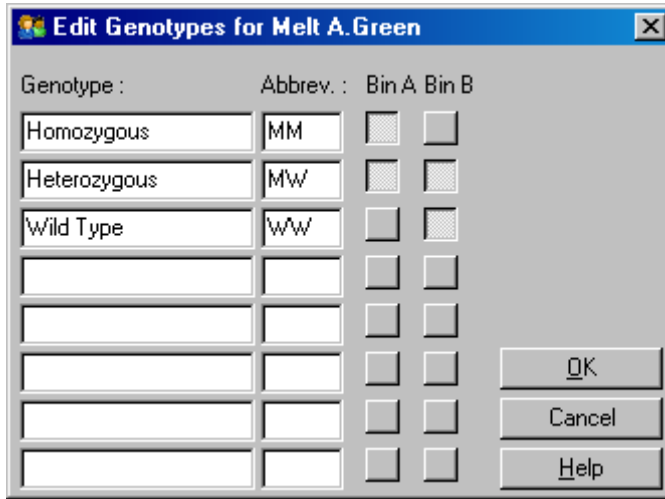 Edit Genotypes for Melt A.Green
Genotype : Abbrev. : Bin A Bin B
Homozygous MM
Heterozygous MW
Wild Type WW
OK
Cancel
Help